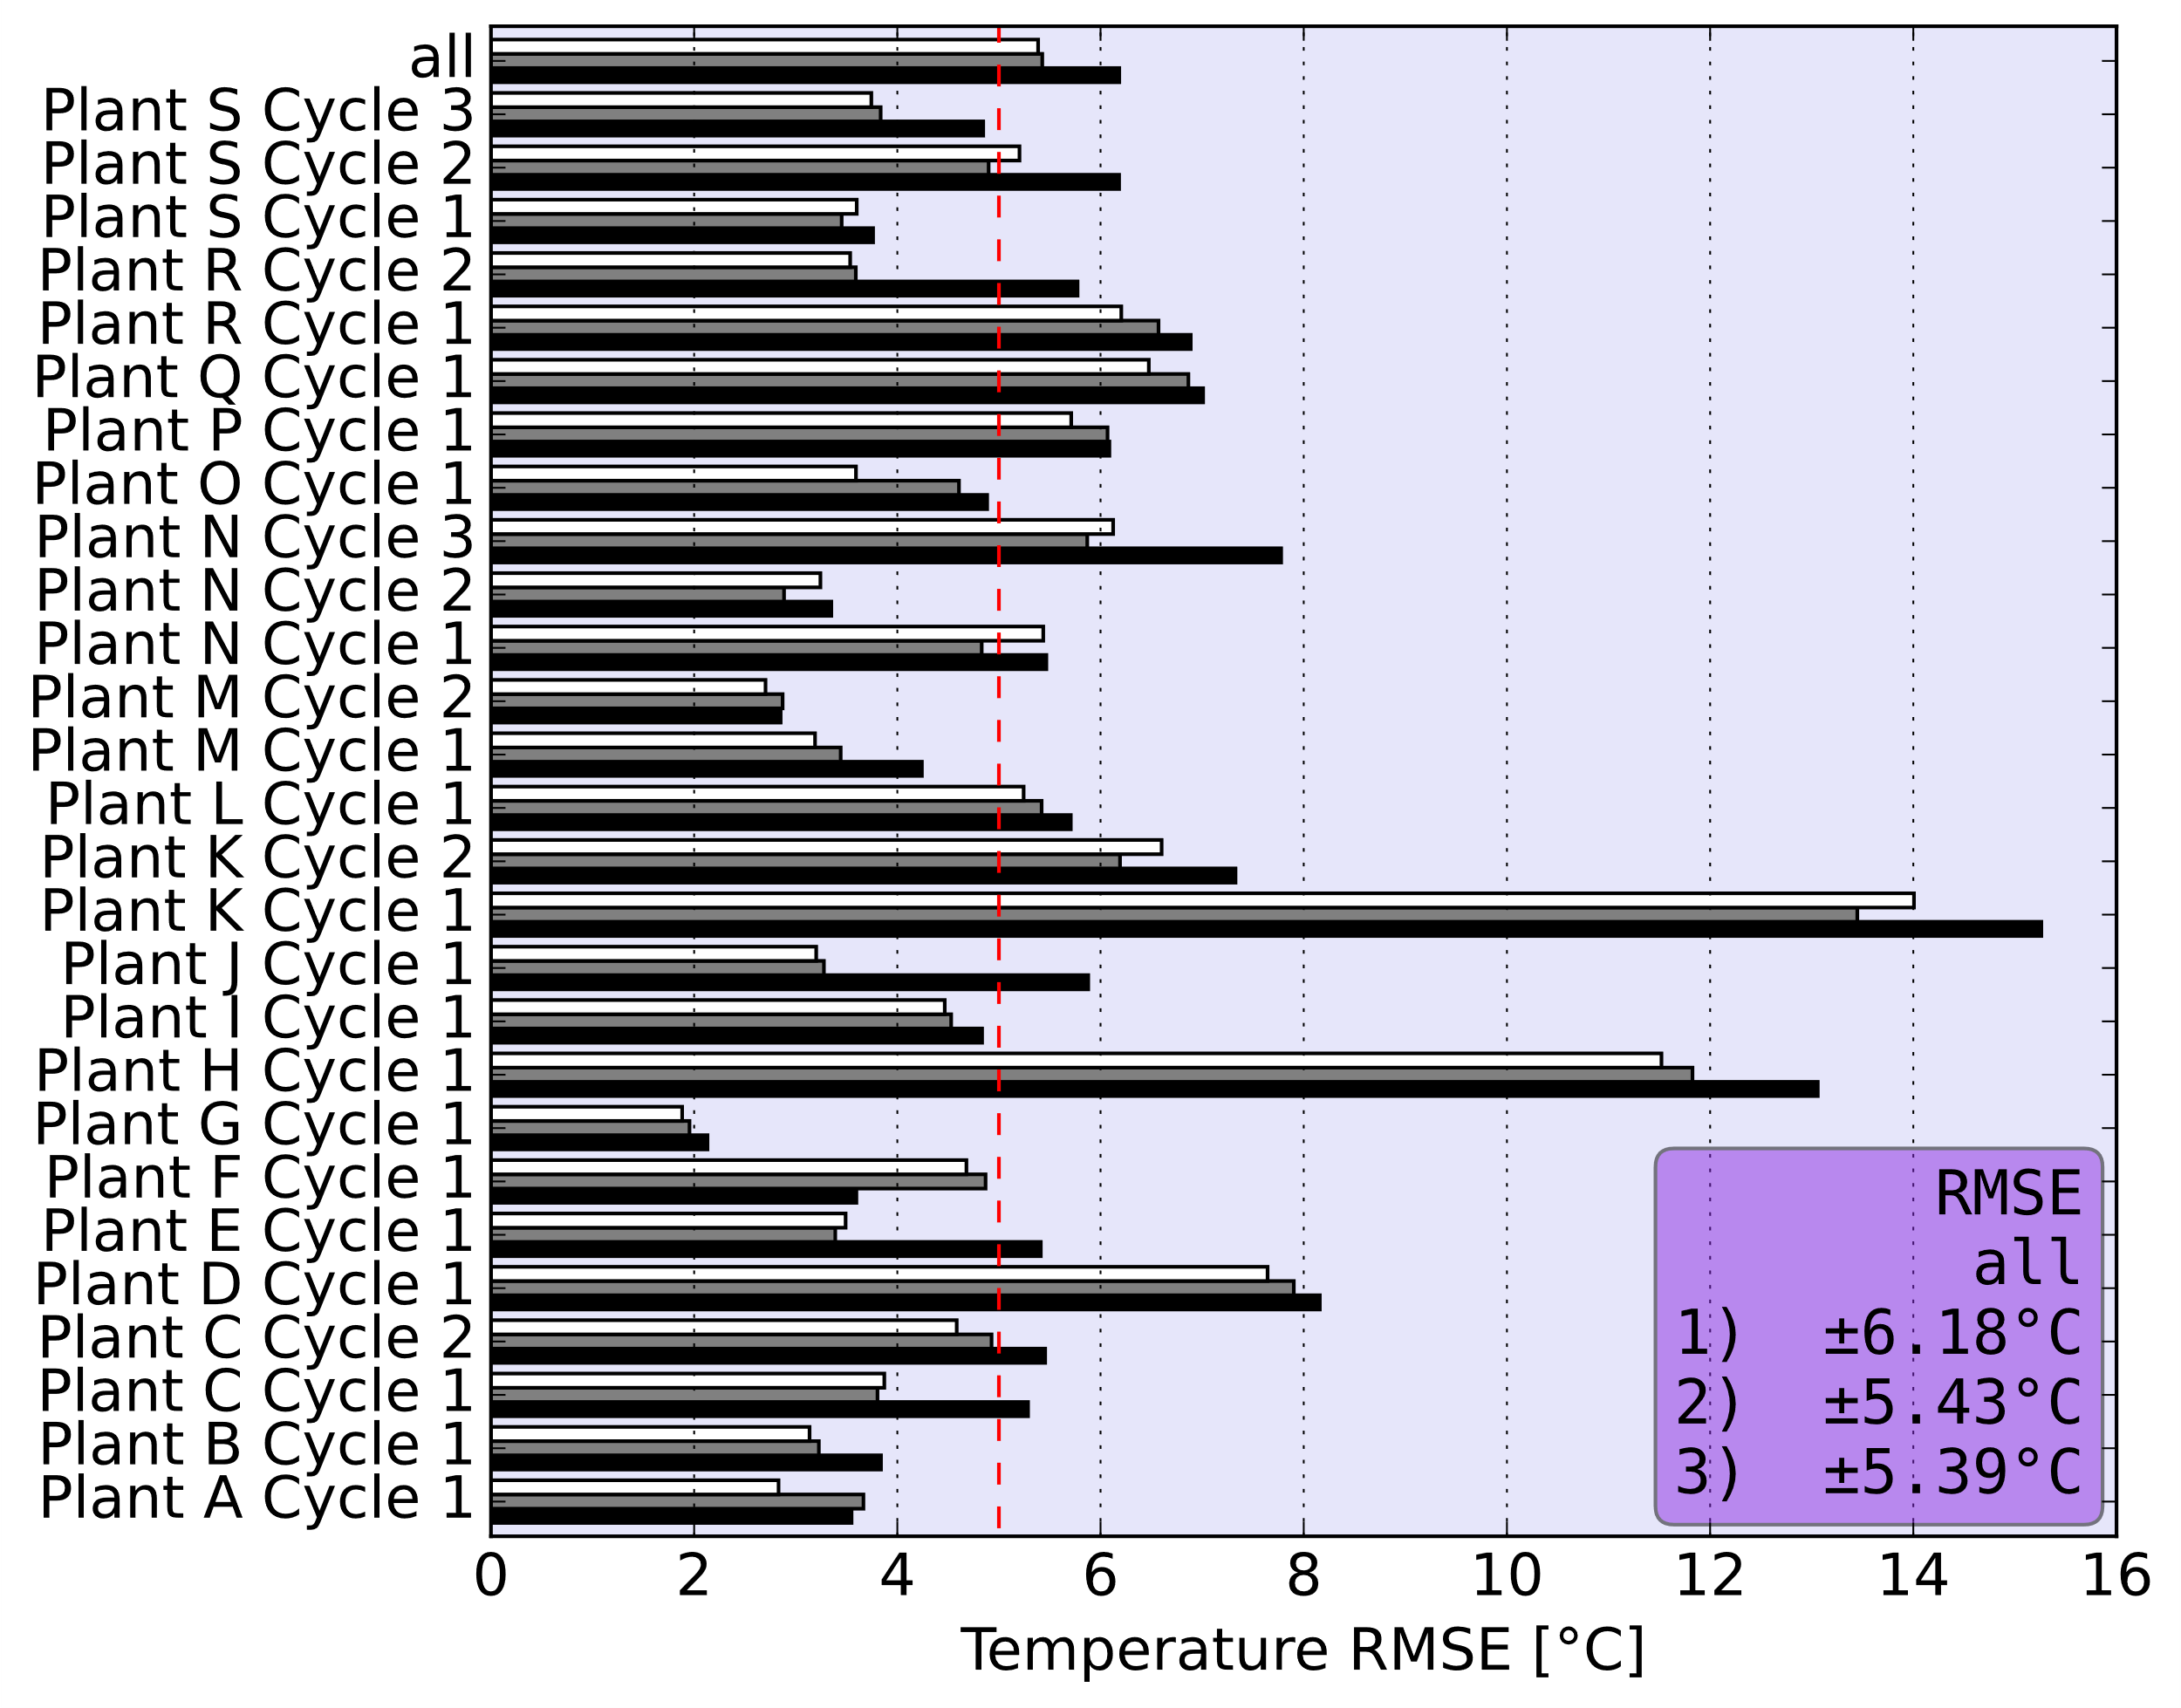 all
Plant S Cycle 3
Plant S Cycle 2
Plant S Cycle 1
Plant R Cycle 2
Plant R Cycle 1
Plant Q Cycle 1
Plant P Cycle 1
Plant O Cycle 1
Plant N Cycle 3
Plant N Cycle 2
Plant N Cycle 1
Plant M Cycle 2
Plant M Cycle 1
Plant L Cycle 1
Plant K Cycle 2
Plant K Cycle 1
Plant J Cycle 1
Plant I Cycle 1
Plant H Cycle 1
Plant G Cycle 1
Plant F Cycle 1
Plant E Cycle 1
Plant D Cycle 1
Plant C Cycle 2
Plant C Cycle 1
Plant B Cycle 1
Plant A Cycle 1
RMSE
all
1) ±6.18°C
2) ±5.43°C
3) ±5.39°C
0 2 4 6 8 10 12 14 16
Temperature RMSE [°C]